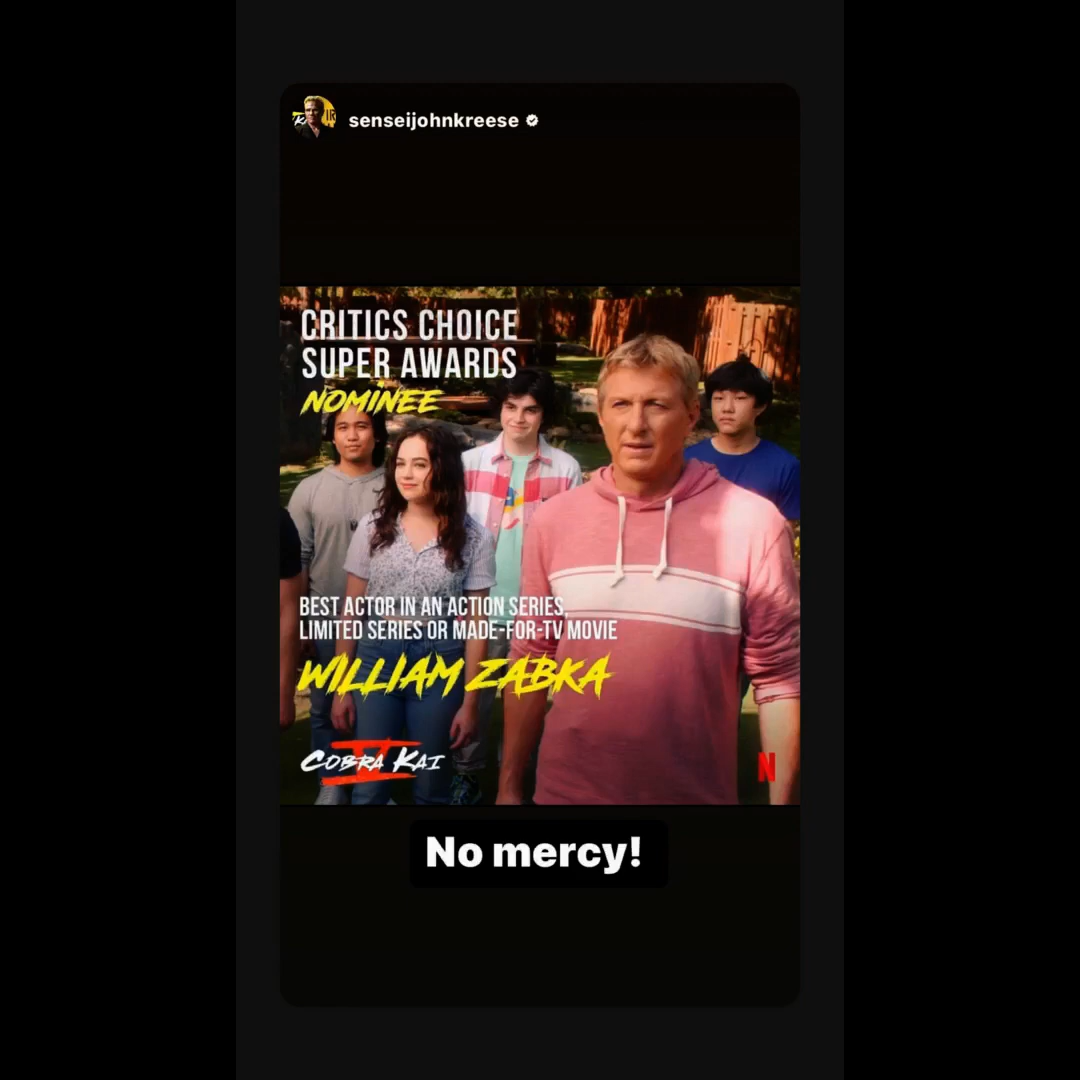 senseijohnkreese
CRITICS CHOICE
SUPER AWARDS
NOMINEE
BEST ACTOR IN AN ACTION SERIES,
LIMITED SERIES OR MADE-FOR-TV MOVIE
WILLIAM ZABKA
COBRA KAI
V
N
No mercy!